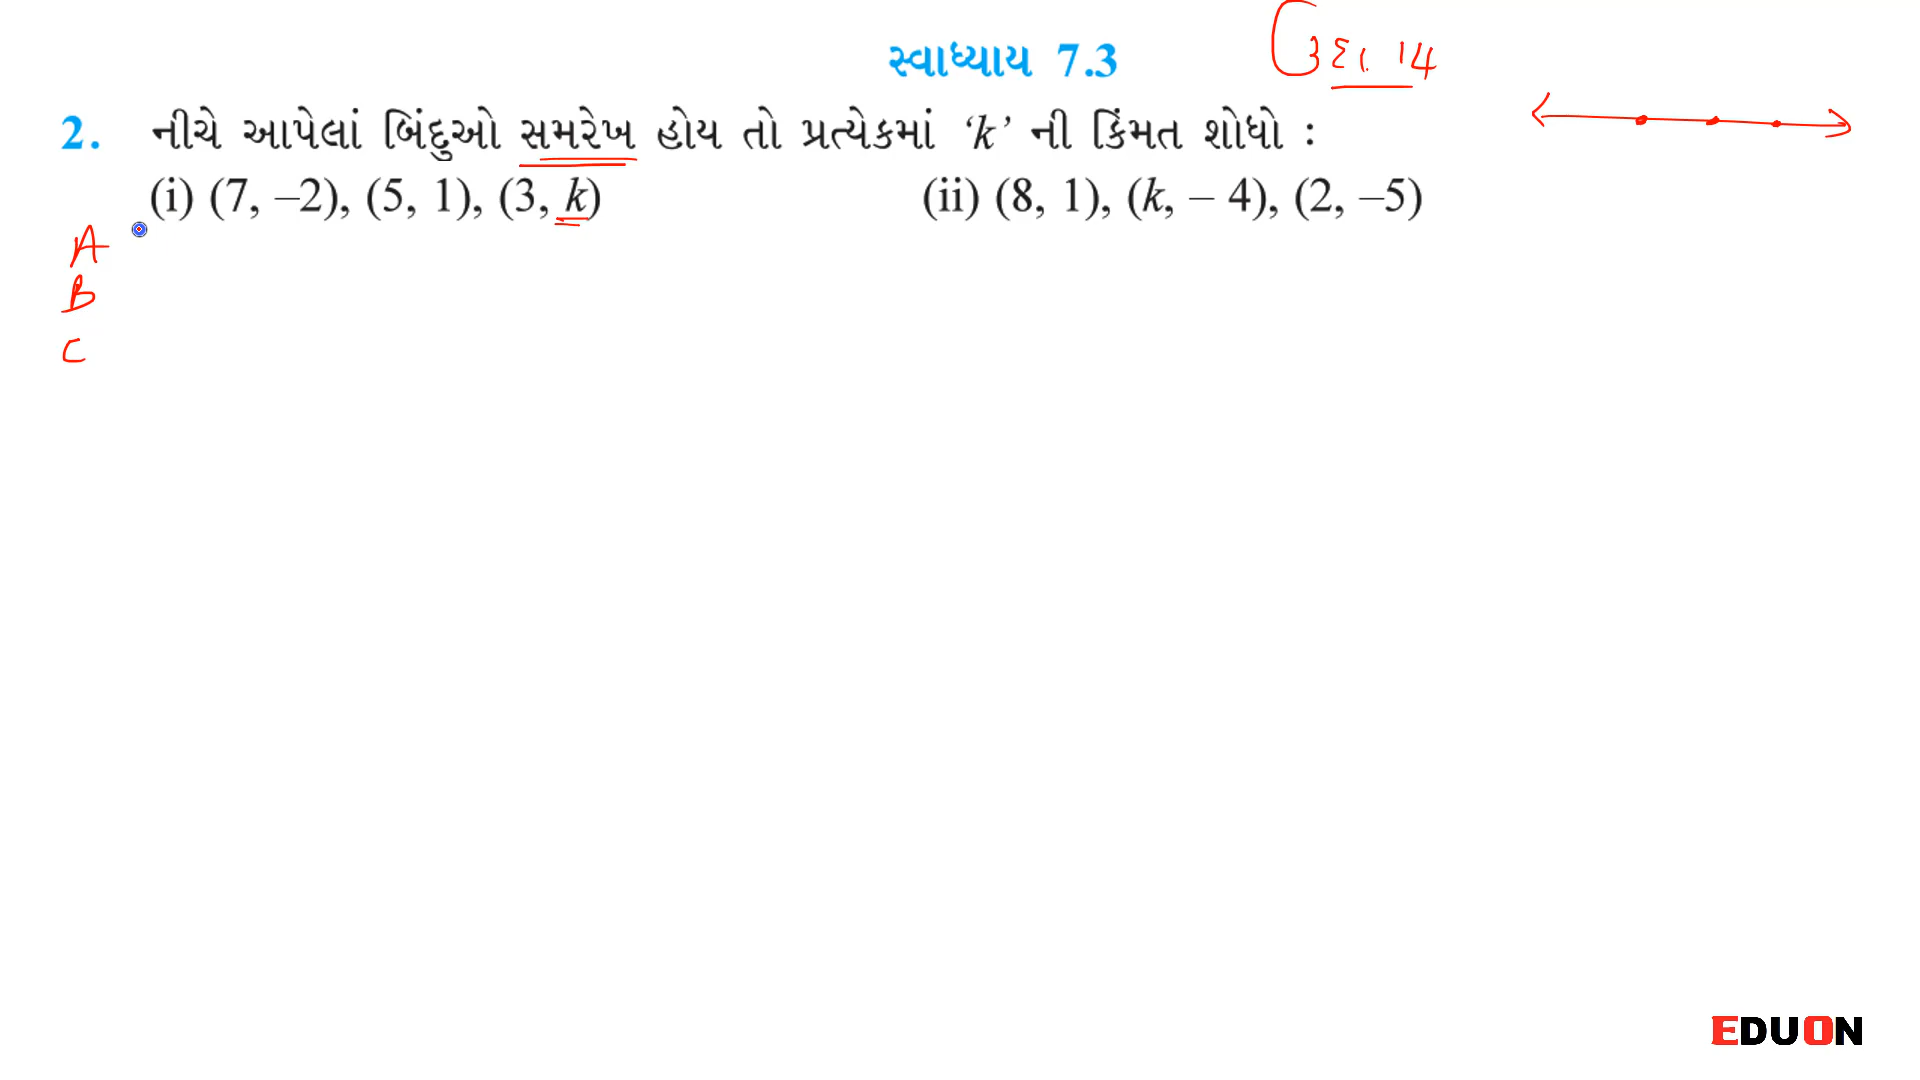 સ્વાધ્યાય 7.3 ઉદા. 14
2. નીચે આપેલાં બિંદુઓ સમરેખ હોય તો પ્રત્યેકમાં ‘k’ ની કિંમત શોધો :
(i) (7, –2), (5, 1), (3, k) (ii) (8, 1), (k, – 4), (2, –5)
A
B
C
EDUON